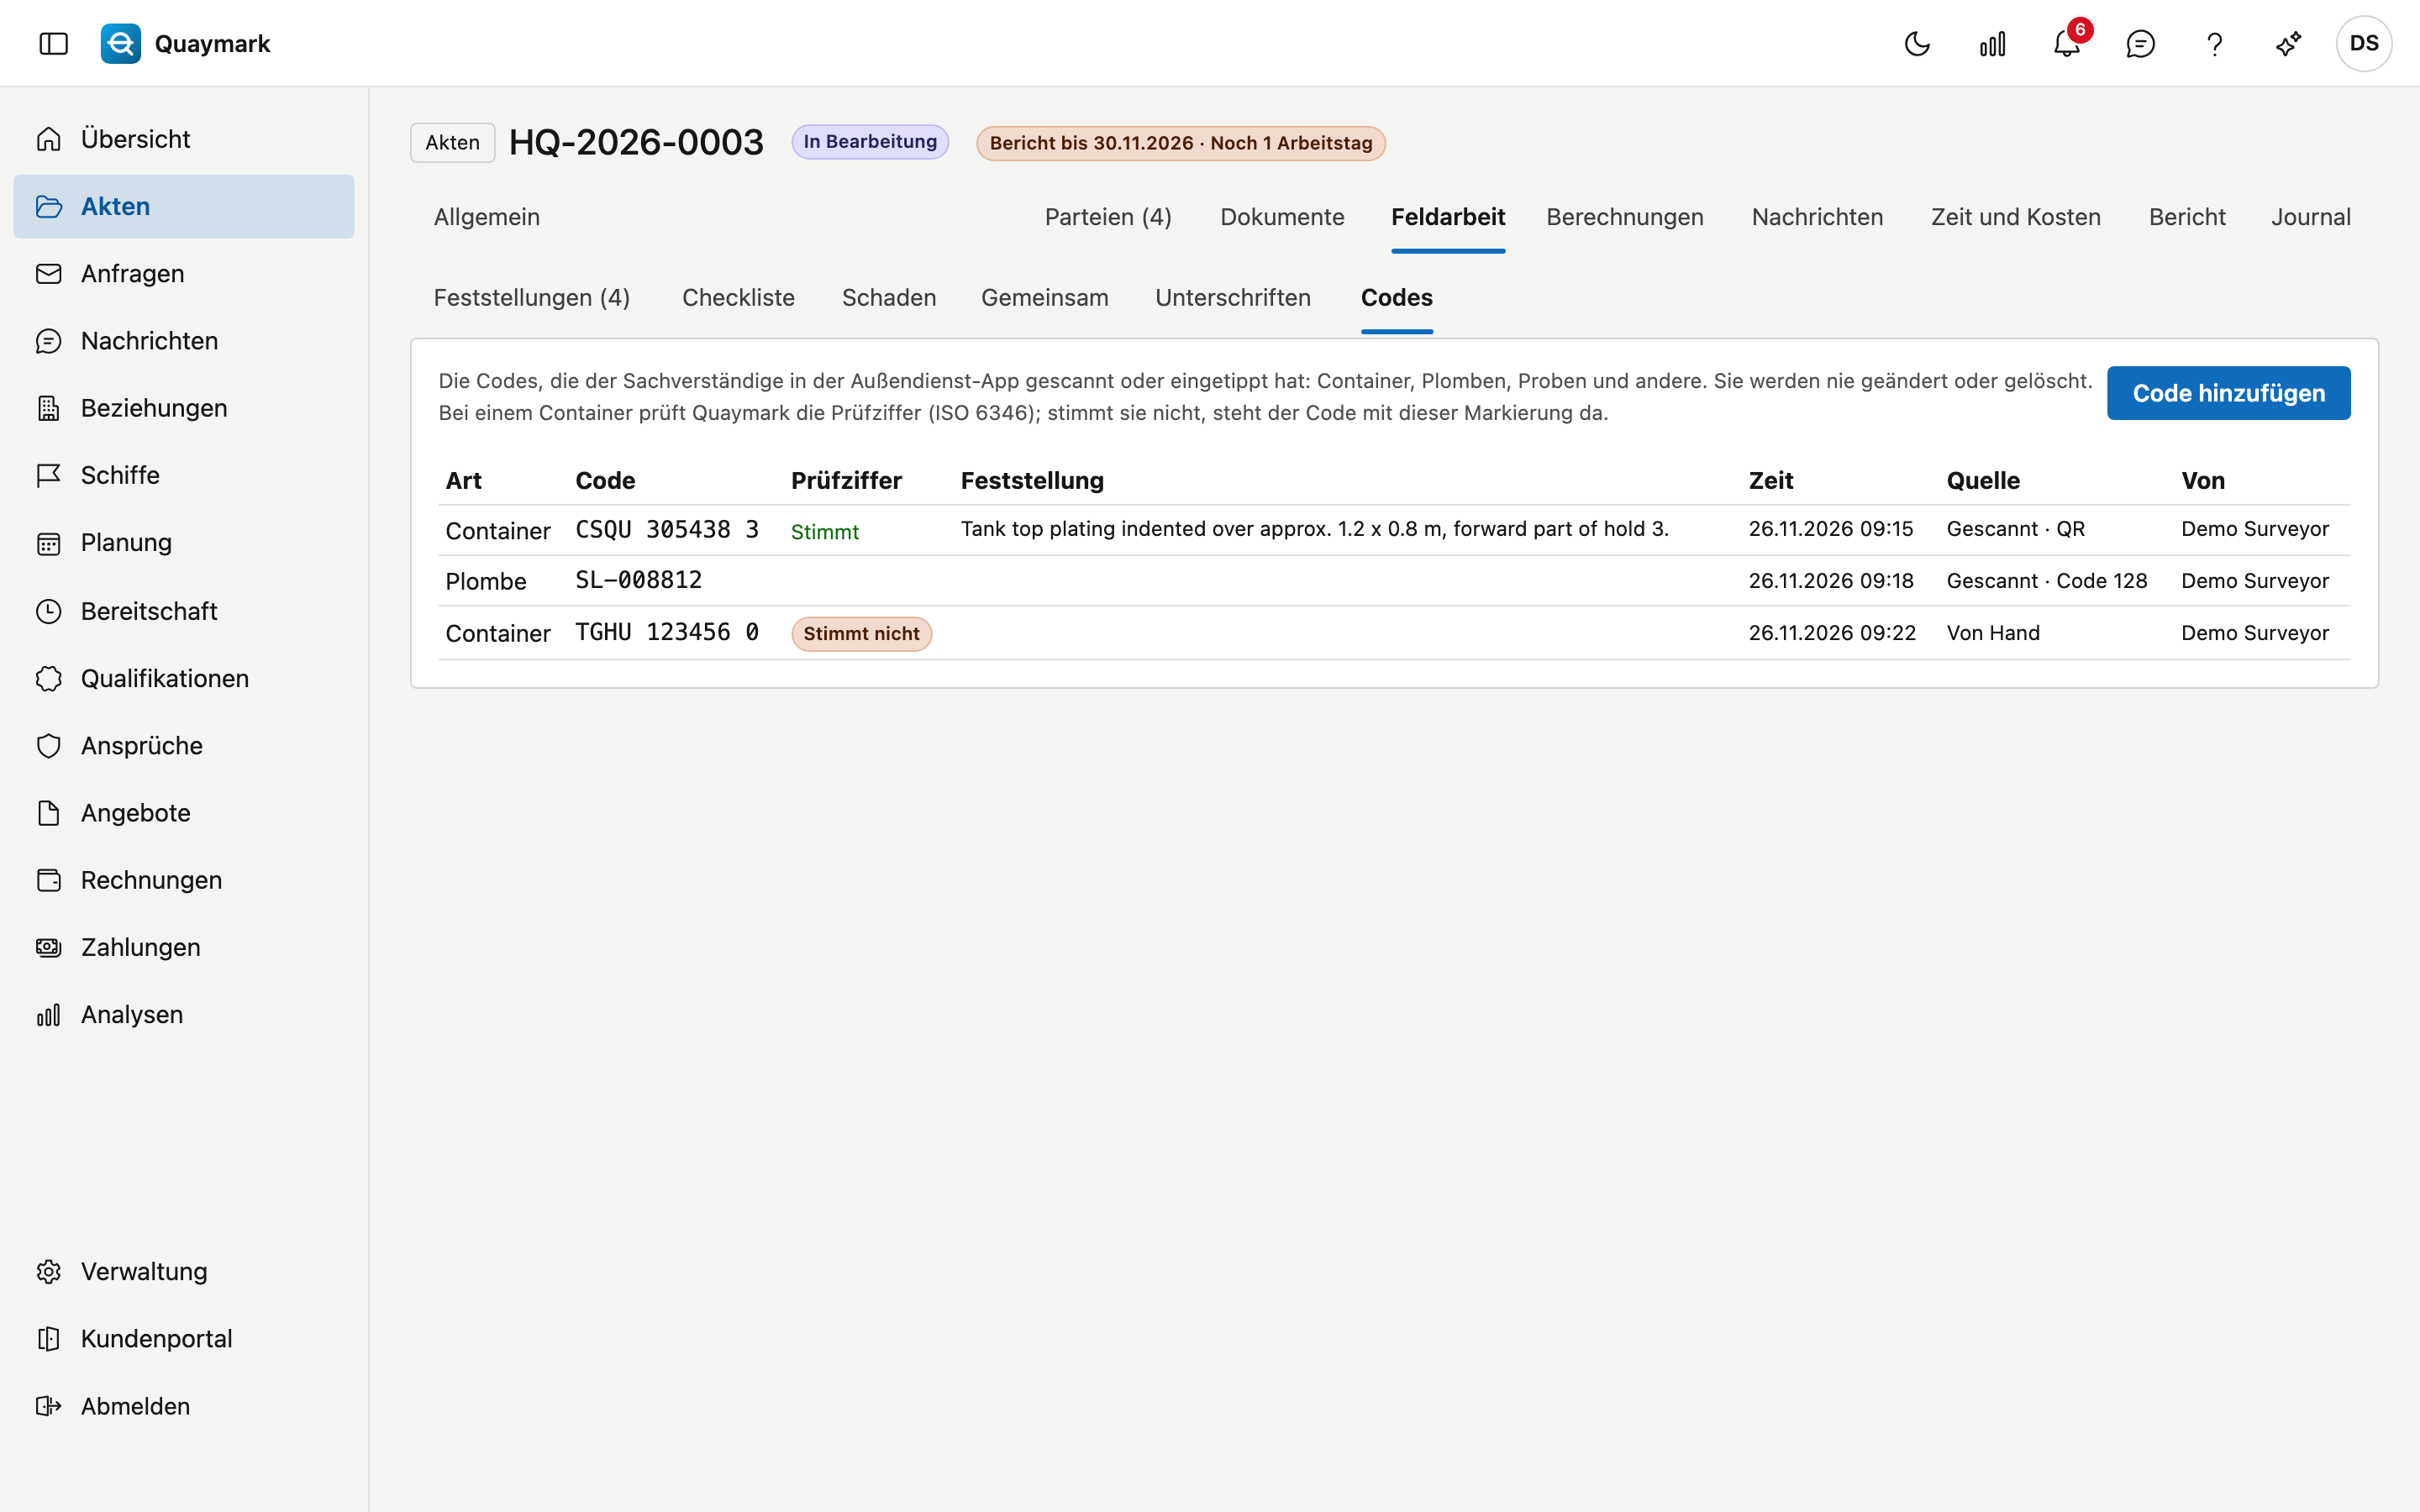 Quaymark
6
DS
Übersicht
Akten
Anfragen
Nachrichten
Beziehungen
Schiffe
Planung
Bereitschaft
Qualifikationen
Ansprüche
Angebote
Rechnungen
Zahlungen
Analysen
Verwaltung
Kundenportal
Abmelden
Akten HQ-2026-0003 In Bearbeitung Bericht bis 30.11.2026 · Noch 1 Arbeitstag
Allgemein Parteien (4) Dokumente Feldarbeit Berechnungen Nachrichten Zeit und Kosten Bericht Journal
Feststellungen (4) Checkliste Schaden Gemeinsam Unterschriften Codes
Die Codes, die der Sachverständige in der Außendienst-App gescannt oder eingetippt hat: Container, Plomben, Proben und andere. Sie werden nie geändert oder gelöscht.
Bei einem Container prüft Quaymark die Prüfziffer (ISO 6346); stimmt sie nicht, steht der Code mit dieser Markierung da.
Code hinzufügen
Art Code Prüfziffer Feststellung Zeit Quelle Von
Container CSQU 305438 3 Stimmt Tank top plating indented over approx. 1.2 x 0.8 m, forward part of hold 3. 26.11.2026 09:15 Gescannt · QR Demo Surveyor
Plombe SL-008812 26.11.2026 09:18 Gescannt · Code 128 Demo Surveyor
Container TGHU 123456 0 Stimmt nicht 26.11.2026 09:22 Von Hand Demo Surveyor